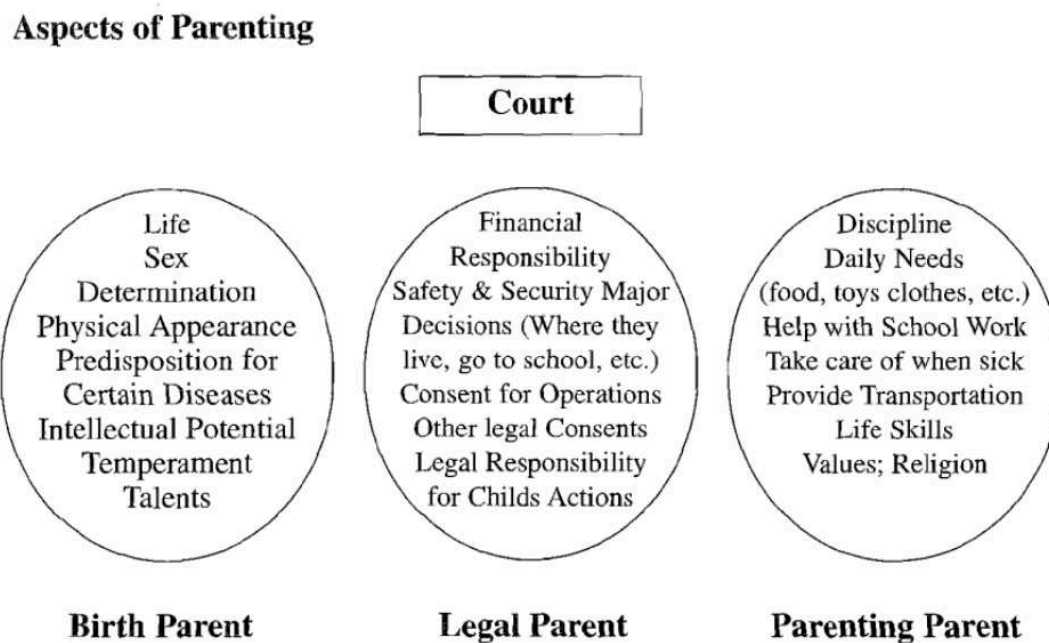 Aspects of Parenting
Court
Life
Sex
Determination
Physical Appearance
Predisposition for
Certain Diseases
Intellectual Potential
Temperament
Talents
Birth Parent
Financial
Responsibility
Safety & Security Major
Decisions (Where they
live, go to school, etc.)
Consent for Operations
Other legal Consents
Legal Responsibility
for Childs Actions
Legal Parent
Discipline
Daily Needs
(food, toys clothes, etc.)
Help with School Work
Take care of when sick
Provide Transportation
Life Skills
Values; Religion
Parenting Parent